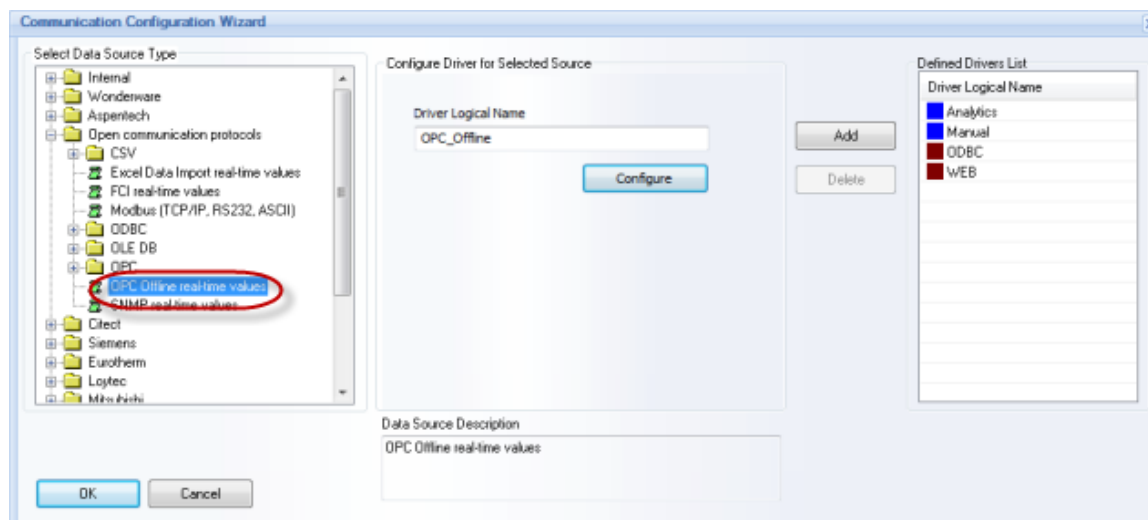 Communication Configuration Wizard
Select Data Source Type
Internal
Wonderware
Aspentech
Open communication protocols
CSV
Excel Data Import real-time values
FCI real-time values
Modbus (TCP/IP, RS232, ASCII)
ODBC
OLE DB
OPC
OPC Offline real-time values
SNMP real-time values
Citect
Siemens
Eurotherm
Loytec
Mitsubishi
Configure Driver for Selected Source
Driver Logical Name
OPC_Offline
Configure
Add
Delete
Defined Drivers List
Driver Logical Name
Analytics
Manual
ODBC
WEB
Data Source Description
OPC Offline real-time values
OK
Cancel